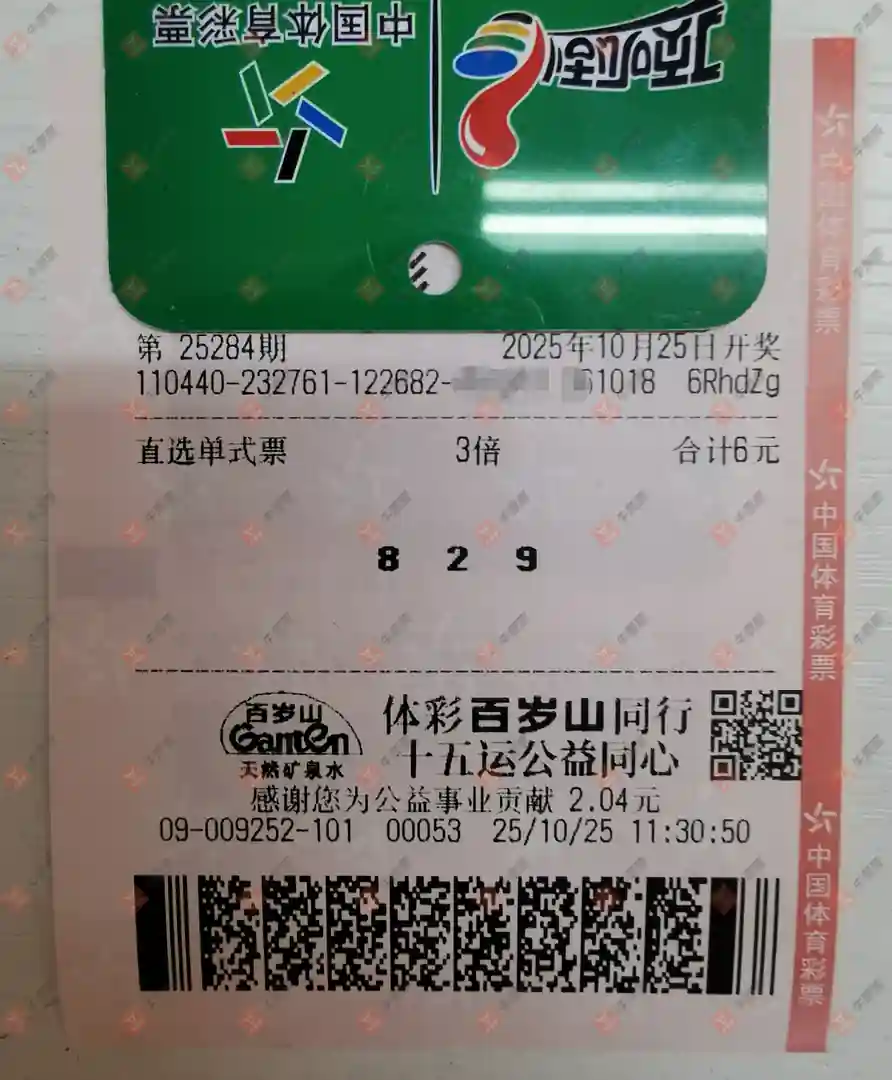 中国体育彩票
顶呱刮
第 25284期 2025年10月25日开奖
110440-232761-122682- 61018 6RhdZg
直选单式票 3倍 合计6元
8 2 9
百岁山
Ganten
天然矿泉水
体彩百岁山同行
十五运公益同心
感谢您为公益事业贡献 2.04元
09-009252-101 00053 25/10/25 11:30:50
中国体育彩票
中国体育彩票
中国体育彩票